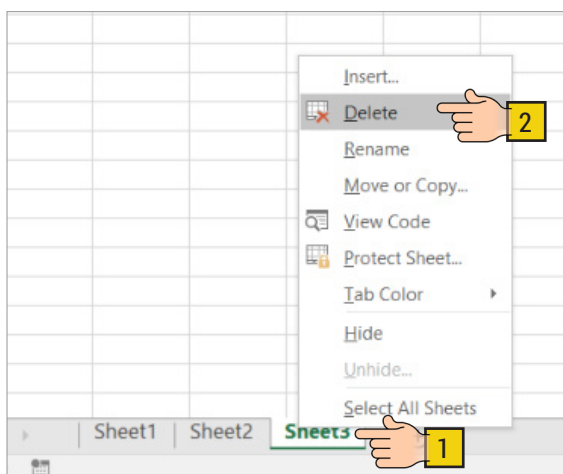 Insert...
Delete
2
Rename
Move or Copy...
View Code
Protect Sheet...
Tab Color
Hide
Unhide...
Select All Sheets
Sheet1
Sheet2
Sheet3
1